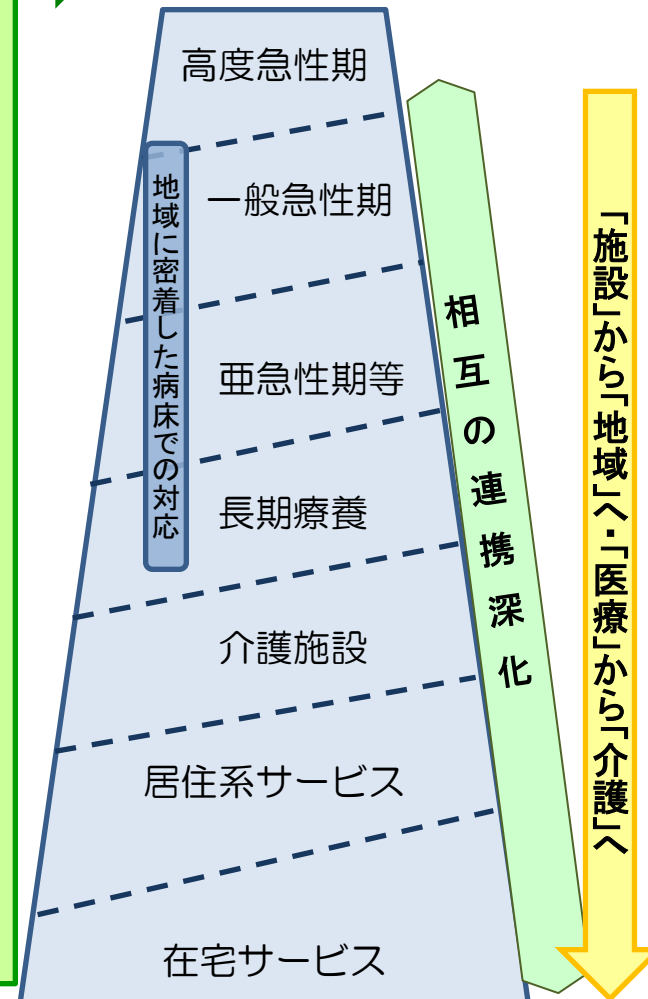 高度急性期
一般急性期
亜急性期等
長期療養
介護施設
居住系サービス
在宅サービス
地域に密着した病床での対応
相互の連携深化
「施設」から「地域」へ・「医療」から「介護」へ